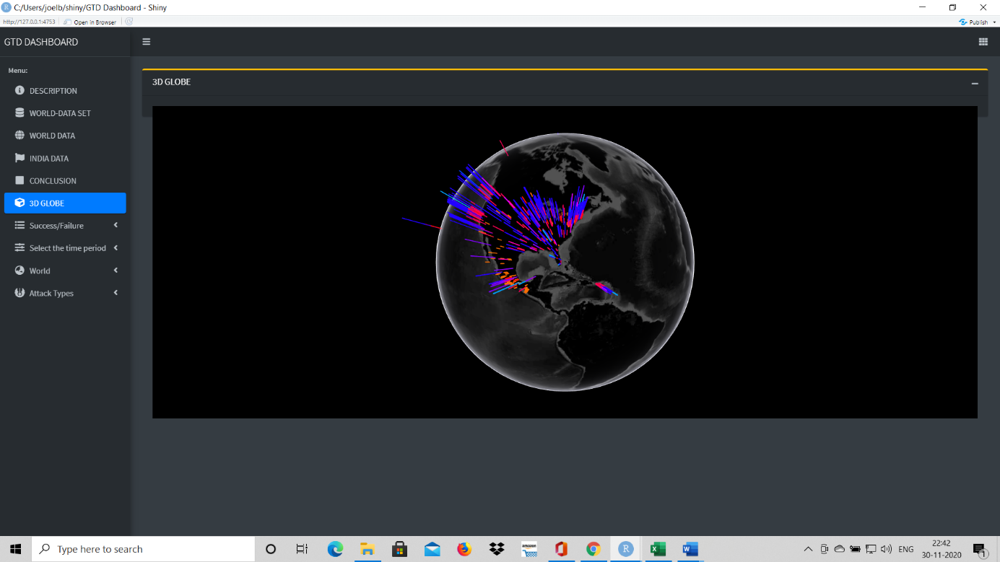 C:/Users/joelb/shiny/GTD Dashboard - Shiny
http://127.0.0.1:4753 Open in Browser Publish
GTD DASHBOARD
Menu:
DESCRIPTION
WORLD-DATA SET
WORLD DATA
INDIA DATA
CONCLUSION
3D GLOBE
Success/Failure
Select the time period
World
Attack Types
3D GLOBE
Type here to search
amazon
ENG
22:42
30-11-2020
1